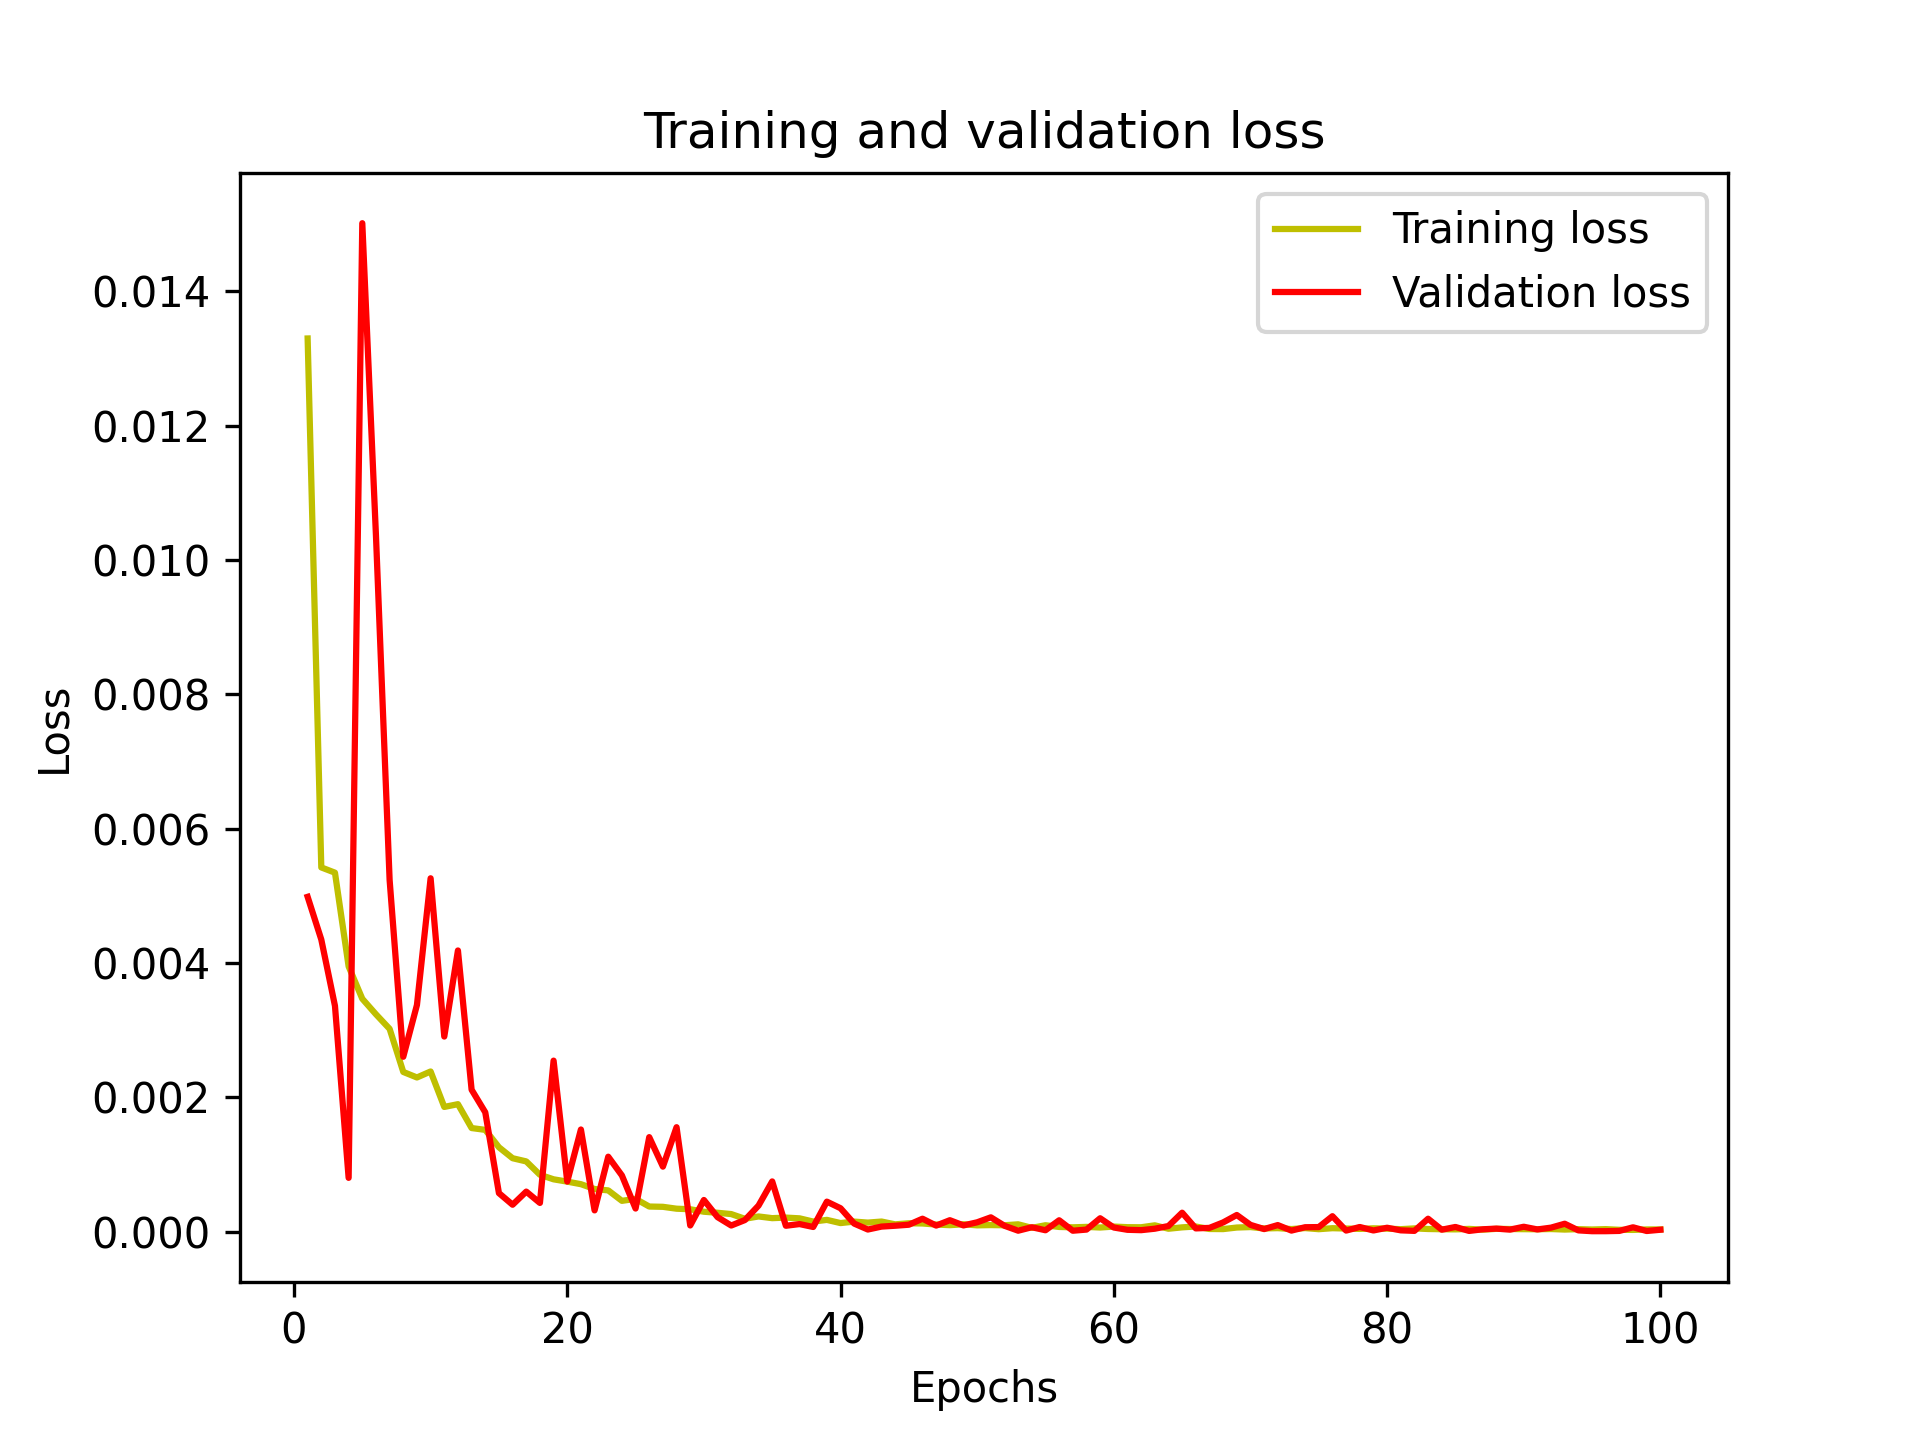 Training and validation loss
Training loss
Validation loss
0.014
0.012
0.010
0.008
0.006
0.004
0.002
0.000
Loss
0 20 40 60 80 100
Epochs